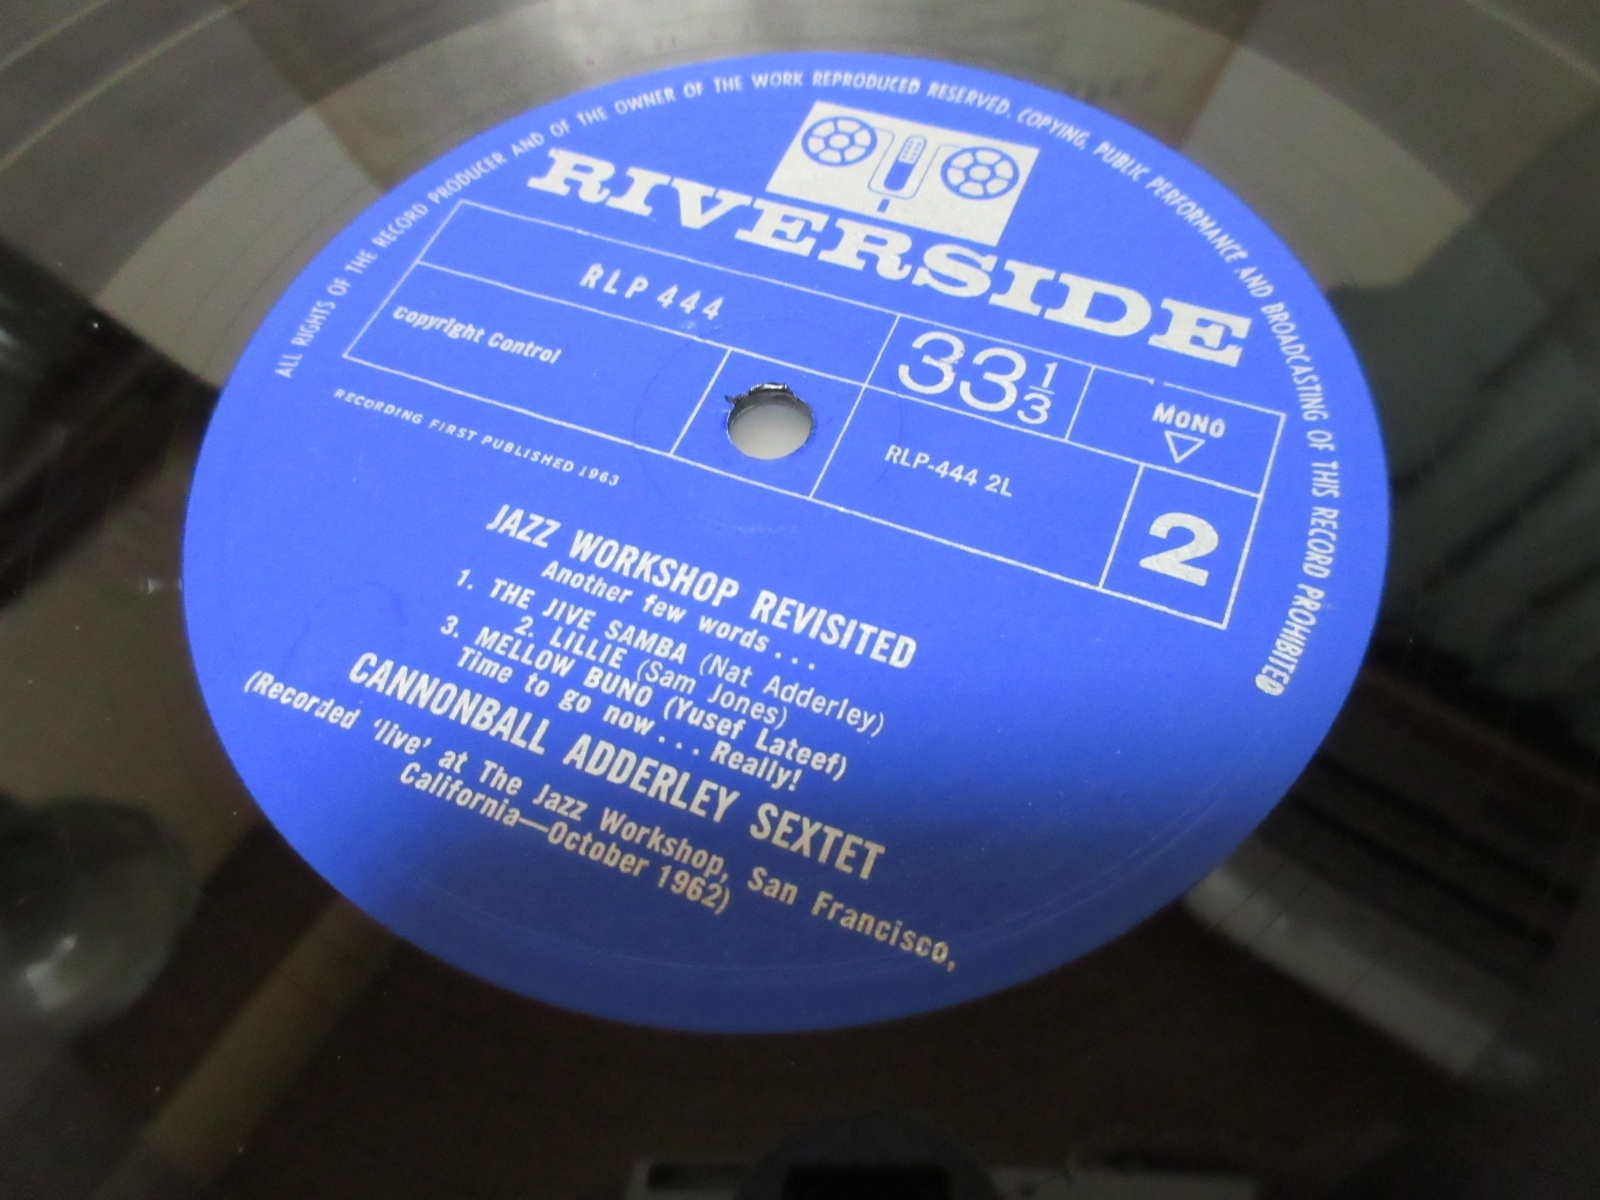 ALL RIGHTS OF THE RECORD PRODUCER AND OF THE OWNER OF THE WORK REPRODUCED RESERVED. COPYING, PUBLIC PERFORMANCE AND BROADCASTING OF THIS RECORD PROHIBITED
RIVERSIDE
RLP 444
33 1/3
MONO
Copyright Control
RLP-444 2L
2
RECORDING FIRST PUBLISHED 1963
JAZZ WORKSHOP REVISITED
Another few words...
1. THE JIVE SAMBA (Nat Adderley)
2. LILLIE (Sam Jones)
3. MELLOW BUNO (Yusef Lateef)
Time to go now... Really!
CANNONBALL ADDERLEY SEXTET
(Recorded 'live' at The Jazz Workshop, San Francisco,
California—October 1962)